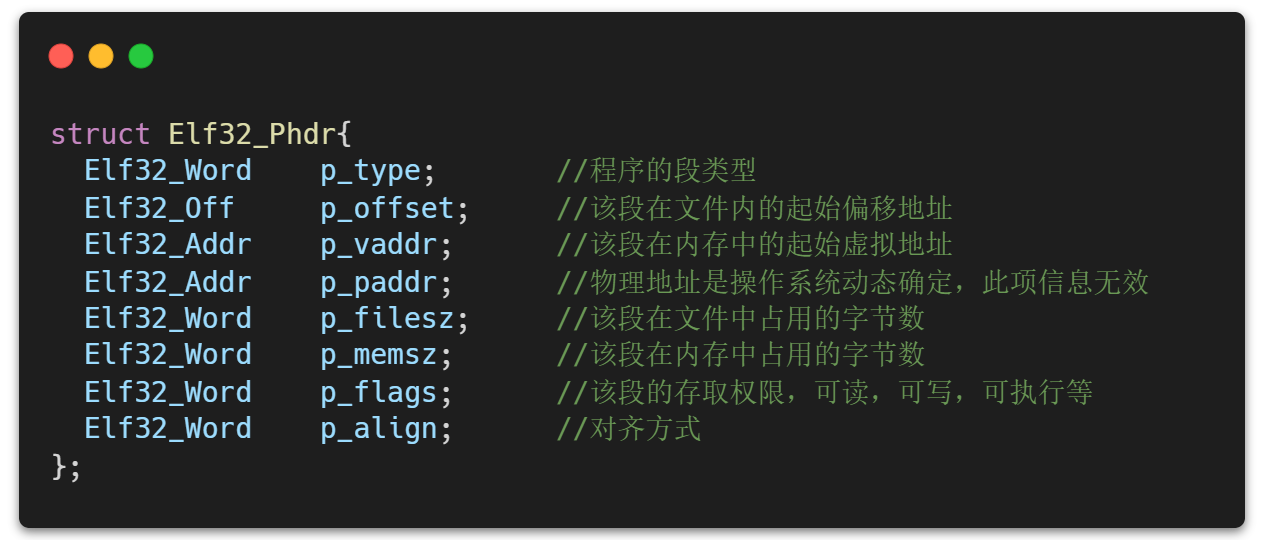 struct Elf32_Phdr{
  Elf32_Word    p_type;       //程序的段类型
  Elf32_Off     p_offset;     //该段在文件内的起始偏移地址
  Elf32_Addr    p_vaddr;      //该段在内存中的起始虚拟地址
  Elf32_Addr    p_paddr;      //物理地址是操作系统动态确定，此项信息无效
  Elf32_Word    p_filesz;     //该段在文件中占用的字节数
  Elf32_Word    p_memsz;      //该段在内存中占用的字节数
  Elf32_Word    p_flags;      //该段的存取权限，可读，可写，可执行等
  Elf32_Word    p_align;      //对齐方式
};